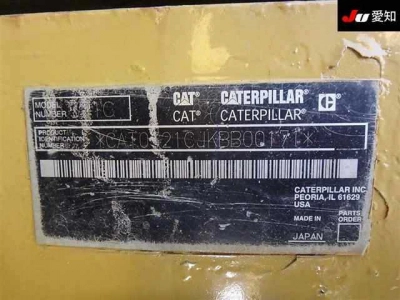 Ju 愛知
MODEL NUMBER
CAT CATERPILLAR C
CAT CATERPILLAR
PRODUCT IDENTIFICATION NUMBER
CATERPILLAR INC.
PEORIA, IL 61629
USA
MADE IN
JAPAN
PARTS ORDER